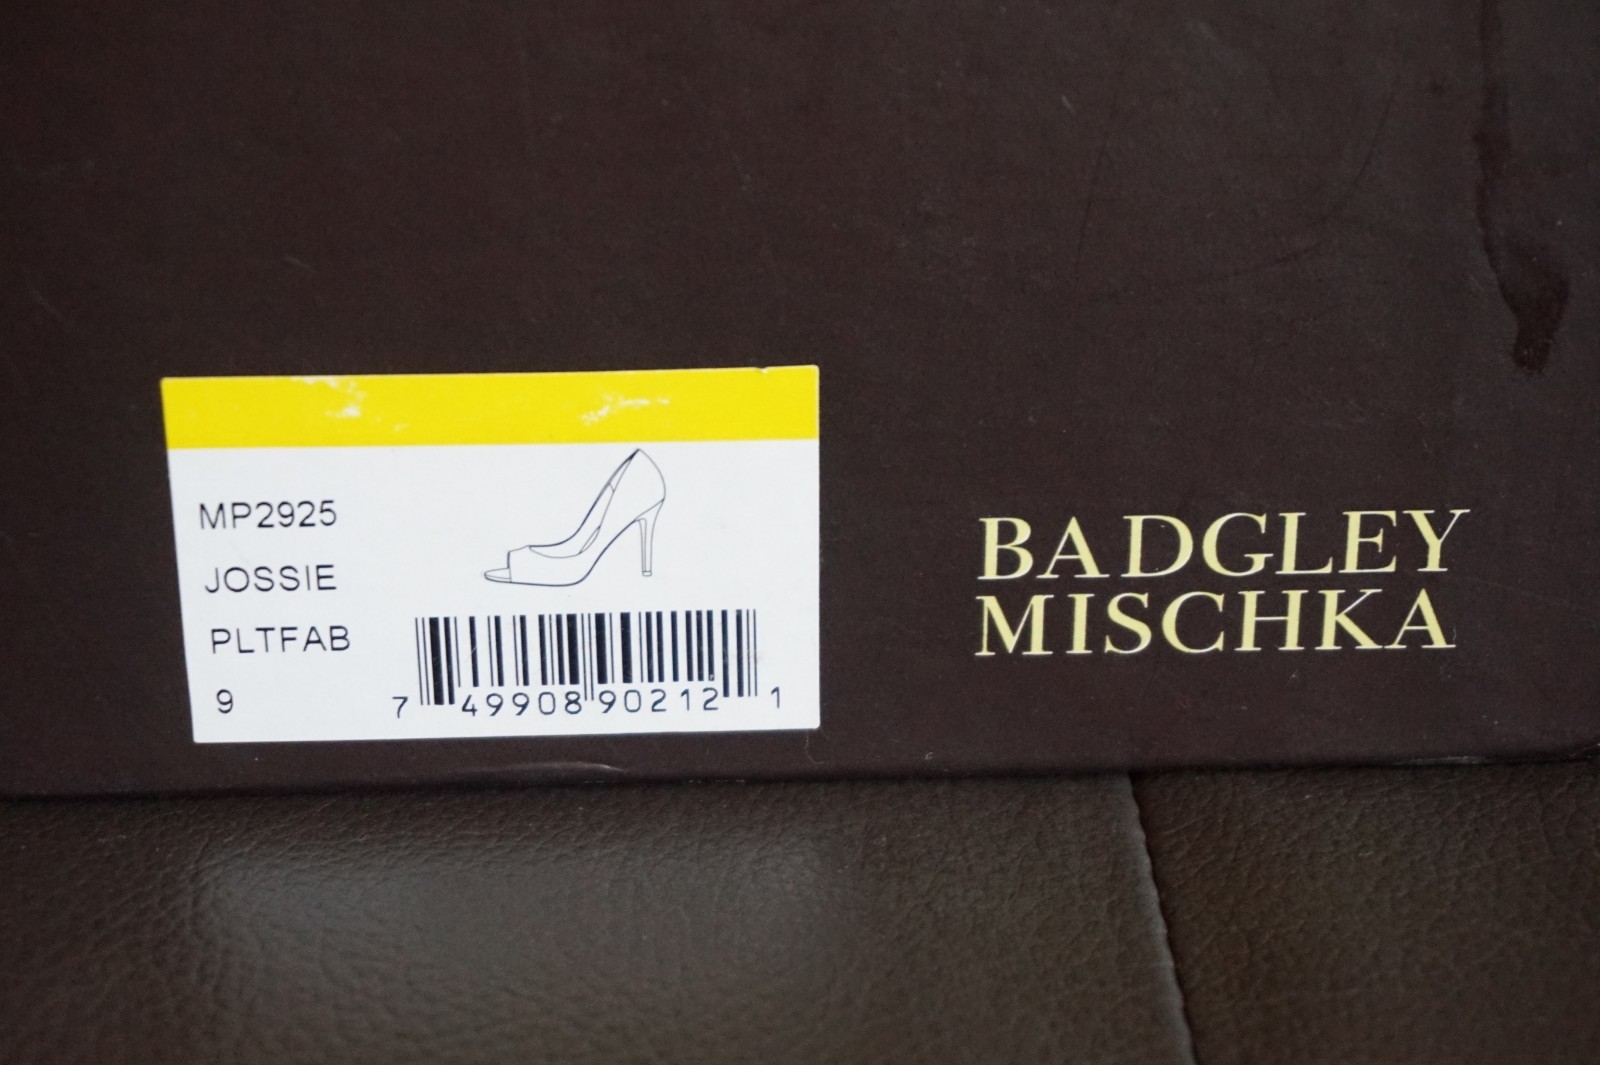 MP2925
JOSSIE
PLTFAB
9
7 49908 90212 1
BADGLEY
MISCHKA